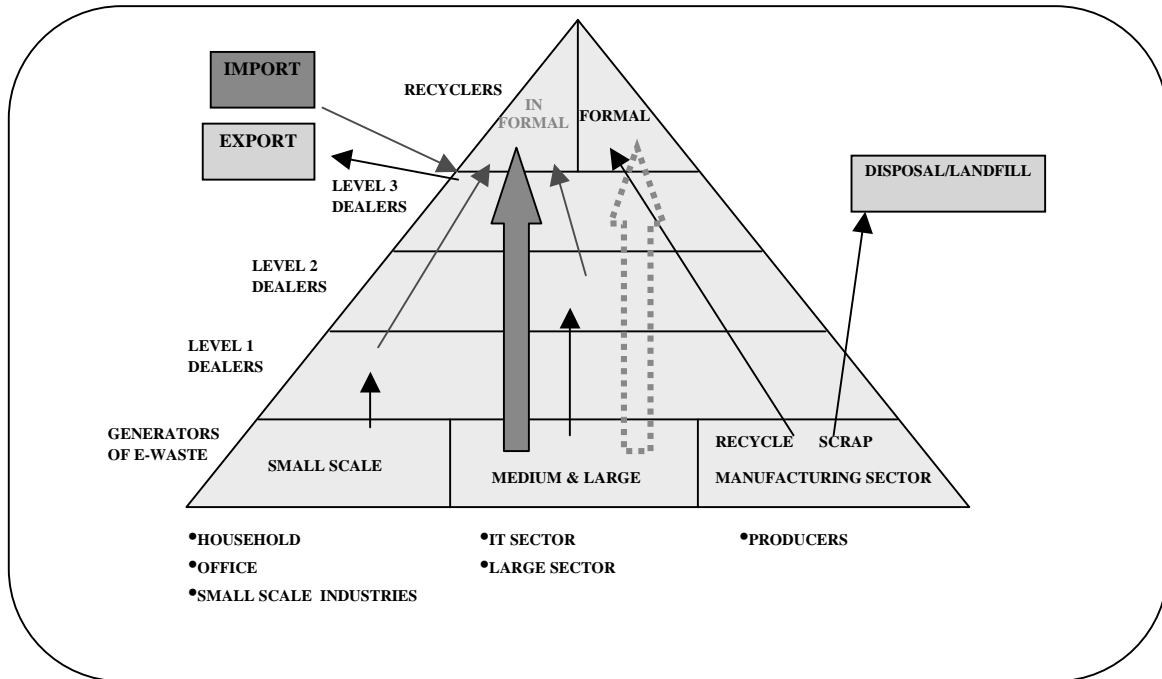 IMPORT
EXPORT
RECYCLERS
IN
FORMAL
FORMAL
DISPOSAL/LANDFILL
LEVEL 3
DEALERS
LEVEL 2
DEALERS
LEVEL 1
DEALERS
GENERATORS
OF E-WASTE
SMALL SCALE
MEDIUM & LARGE
RECYCLE SCRAP
MANUFACTURING SECTOR
•HOUSEHOLD
•OFFICE
•SMALL SCALE INDUSTRIES
•IT SECTOR
•LARGE SECTOR
•PRODUCERS